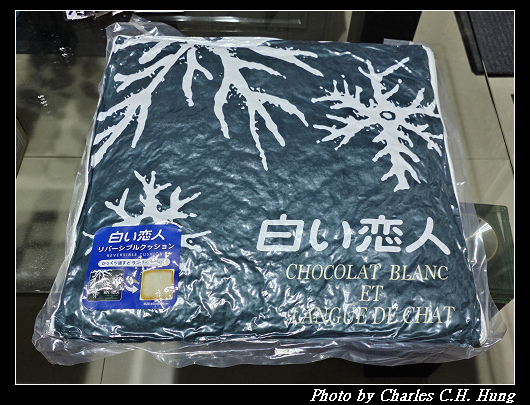 白い恋人
CHOCOLAT BLANC
ET
LANGUE DE CHAT
白い恋人
リバーシブルクッション
REVERSIBLE CUSHION
Photo by Charles C.H. Hung